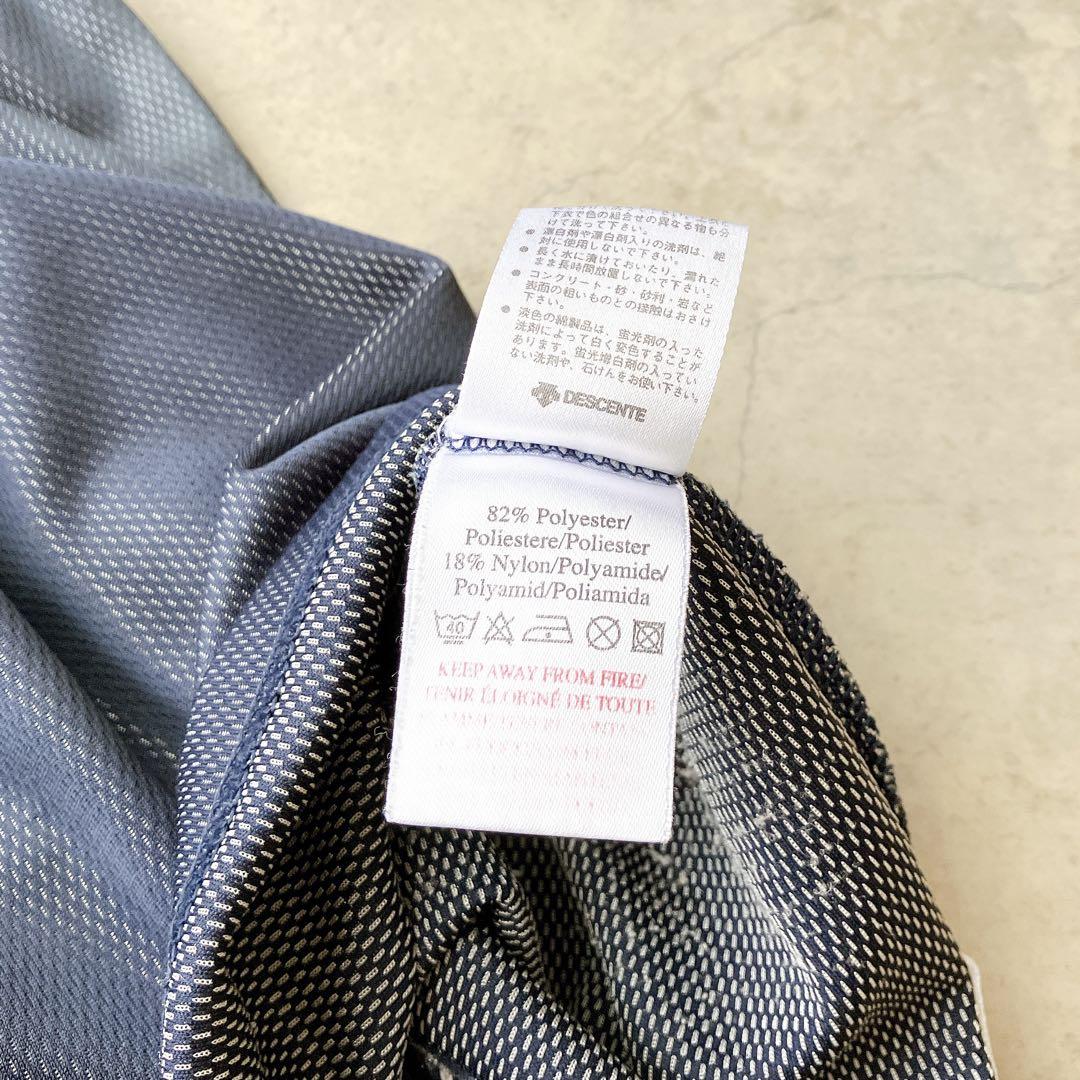 下衣で色の組合せの異なる物も分
けて洗って下さい。
● 漂白剤や漂白剤入りの洗剤は、絶
対に使用しないで下さい。
● 長く水に漬けておいたり、濡れた
まま長時間放置しないで下さい。
● コンクリート・砂・砂利・岩など
表面の粗いものとの接触はおさけ
下さい。
● 淡色の綿製品は、蛍光剤の入った
洗剤によって白く変色することが
あります。蛍光増白剤の入ってい
ない洗剤や、石けんをお使い下さい。
DESCENTE
82% Polyester/
Poliestere/Poliester
18% Nylon/Polyamide/
Polyamid/Poliamida
40
KEEP AWAY FROM FIRE/
TENIR ÉLOIGNÉ DE TOUTE